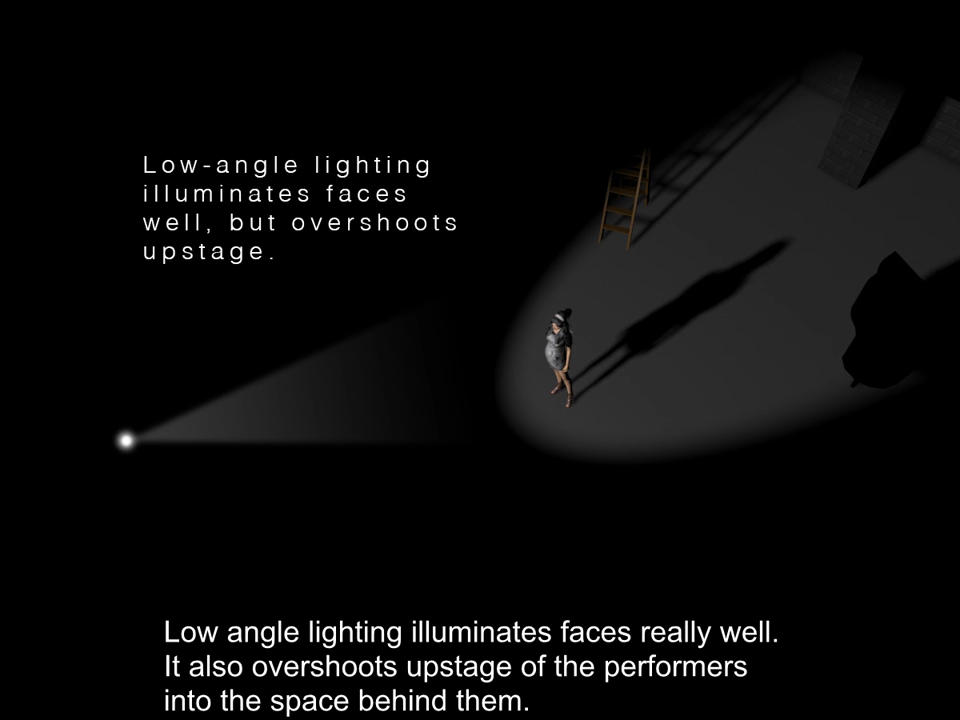 Low-angle lighting
illuminates faces
well, but overshoots
upstage.
Low angle lighting illuminates faces really well.
It also overshoots upstage of the performers
into the space behind them.